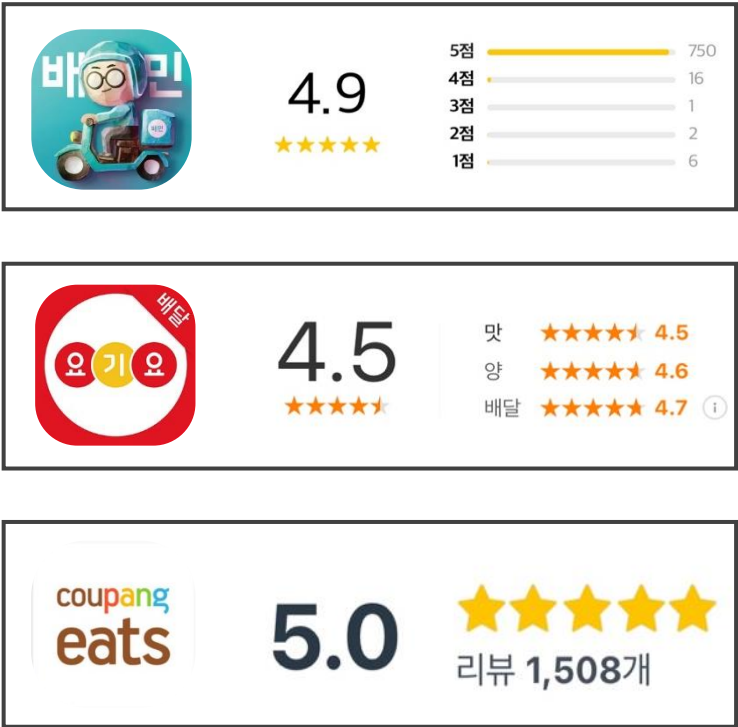 배민
배민
4.9
5점 750
4점 16
3점 1
2점 2
1점 6
배달
요기요
4.5
맛 4.5
양 4.6
배달 4.7
coupang
eats
5.0
리뷰 1,508개